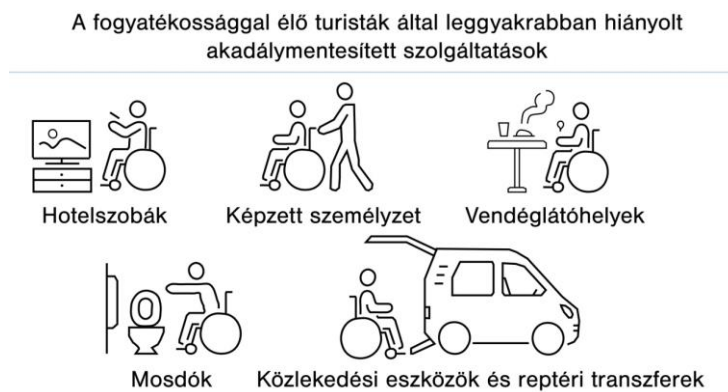 A fogyatékossággal élő turisták által leggyakrabban hiányolt
akadálymentesített szolgáltatások
Hotelszobák
Képzett személyzet
Vendéglátóhelyek
Mosdók
Közlekedési eszközök és reptéri transzferek